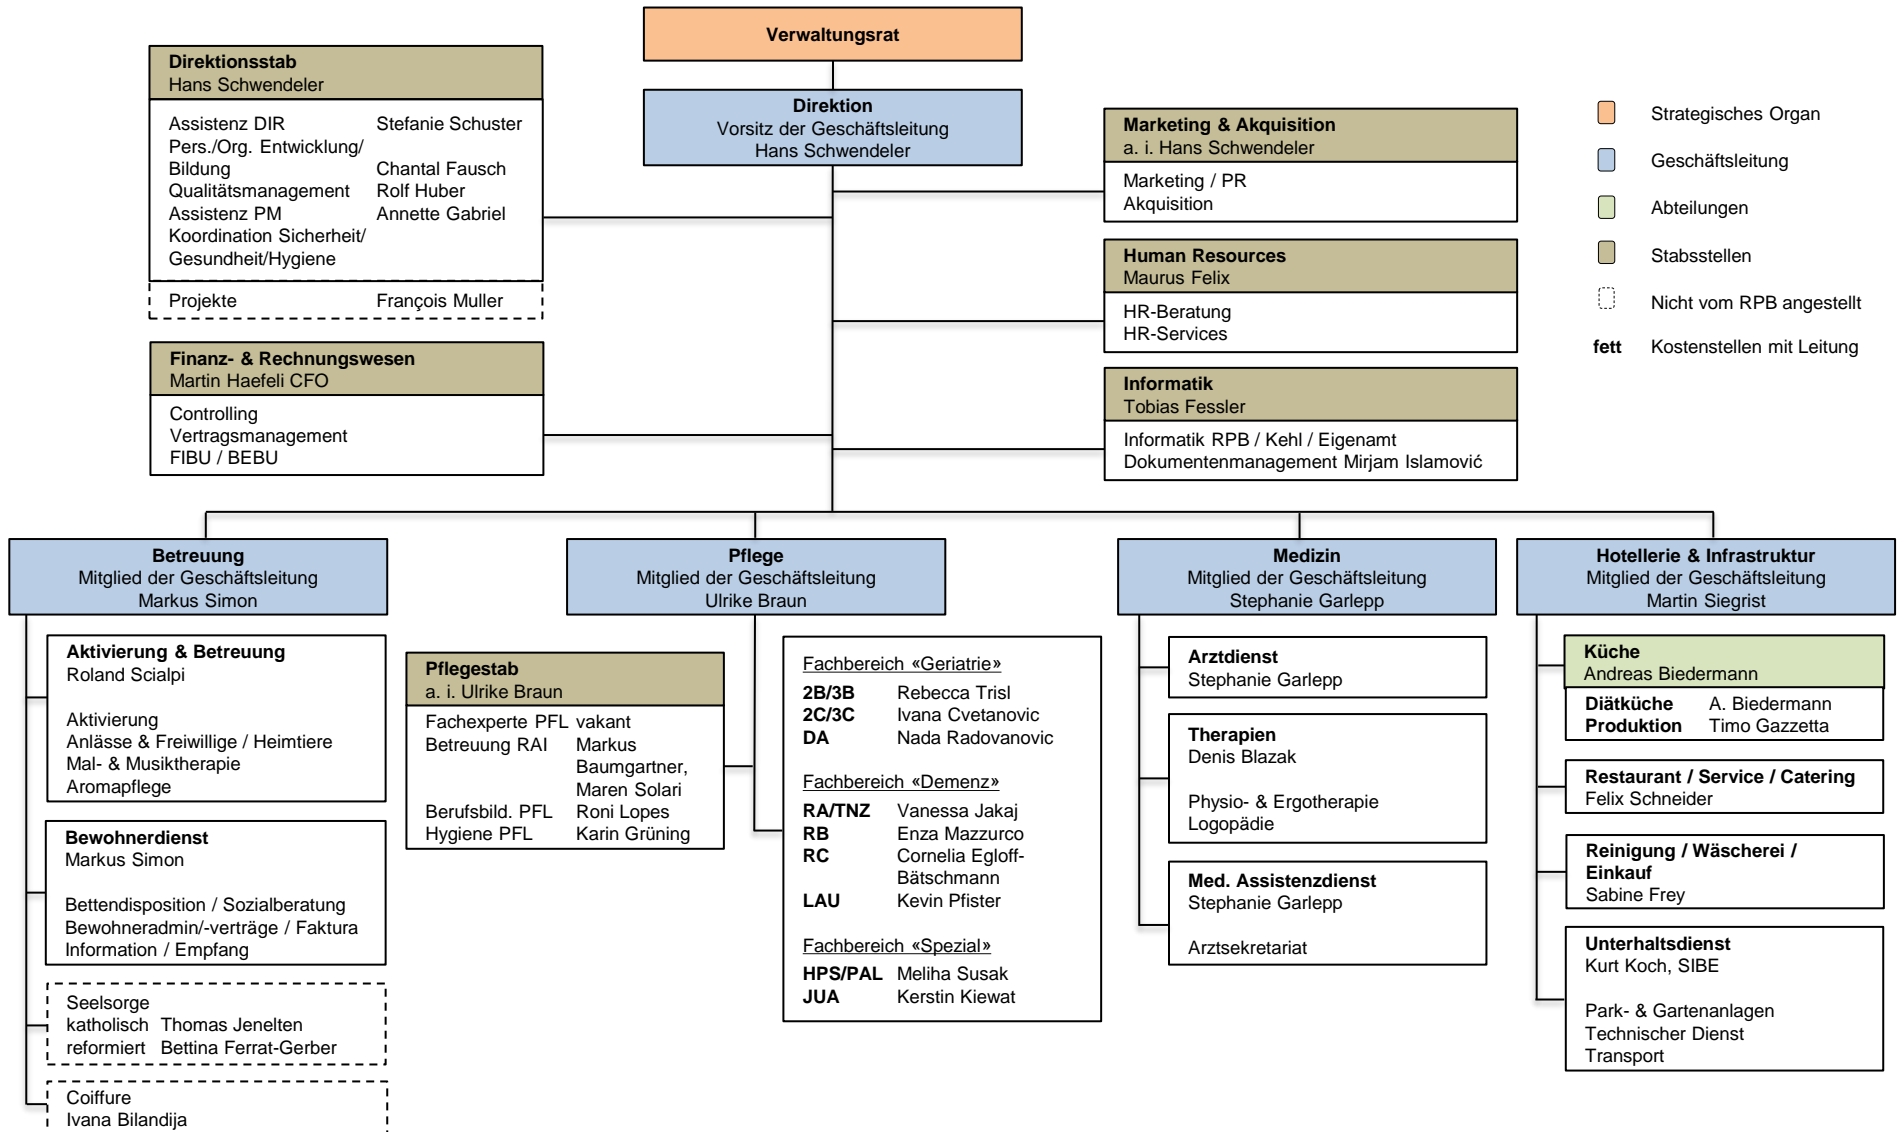 Verwaltungsrat
Direktion
Vorsitz der Geschäftsleitung
Hans Schwendeler
Direktionsstab
Hans Schwendeler
Assistenz DIR Stefanie Schuster
Pers./Org. Entwicklung/
Bildung Chantal Fausch
Qualitätsmanagement Rolf Huber
Assistenz PM Annette Gabriel
Koordination Sicherheit/
Gesundheit/Hygiene
Projekte François Muller
Finanz- & Rechnungswesen
Martin Haefeli CFO
Controlling
Vertragsmanagement
FIBU / BEBU
Marketing & Akquisition
a. i. Hans Schwendeler
Marketing / PR
Akquisition
Human Resources
Maurus Felix
HR-Beratung
HR-Services
Informatik
Tobias Fessler
Informatik RPB / Kehl / Eigenamt
Dokumentenmanagement Mirjam Islamović
Strategisches Organ
Geschäftsleitung
Abteilungen
Stabsstellen
Nicht vom RPB angestellt
fett Kostenstellen mit Leitung
Betreuung
Mitglied der Geschäftsleitung
Markus Simon
Aktivierung & Betreuung
Roland Scialpi
Aktivierung
Anlässe & Freiwillige / Heimtiere
Mal- & Musiktherapie
Aromapflege
Bewohnerdienst
Markus Simon
Bettendisposition / Sozialberatung
Bewohneradmin/-verträge / Faktura
Information / Empfang
Seelsorge
katholisch Thomas Jenelten
reformiert Bettina Ferrat-Gerber
Coiffure
Ivana Bilandija
Pflege
Mitglied der Geschäftsleitung
Ulrike Braun
Pflegestab
a. i. Ulrike Braun
Fachexperte PFL vakant
Betreuung RAI Markus
Baumgartner,
Maren Solari
Berufsbild. PFL Roni Lopes
Hygiene PFL Karin Grüning
Fachbereich «Geriatrie»
2B/3B Rebecca Trisl
2C/3C Ivana Cvetanovic
DA Nada Radovanovic
Fachbereich «Demenz»
RA/TNZ Vanessa Jakaj
RB Enza Mazzurco
RC Cornelia Egloff-
Bätschmann
LAU Kevin Pfister
Fachbereich «Spezial»
HPS/PAL Meliha Susak
JUA Kerstin Kiewat
Medizin
Mitglied der Geschäftsleitung
Stephanie Garlepp
Arztdienst
Stephanie Garlepp
Therapien
Denis Blazak
Physio- & Ergotherapie
Logopädie
Med. Assistenzdienst
Stephanie Garlepp
Arztsekretariat
Hotellerie & Infrastruktur
Mitglied der Geschäftsleitung
Martin Siegrist
Küche
Andreas Biedermann
Diätküche A. Biedermann
Produktion Timo Gazzetta
Restaurant / Service / Catering
Felix Schneider
Reinigung / Wäscherei /
Einkauf
Sabine Frey
Unterhaltsdienst
Kurt Koch, SIBE
Park- & Gartenanlagen
Technischer Dienst
Transport